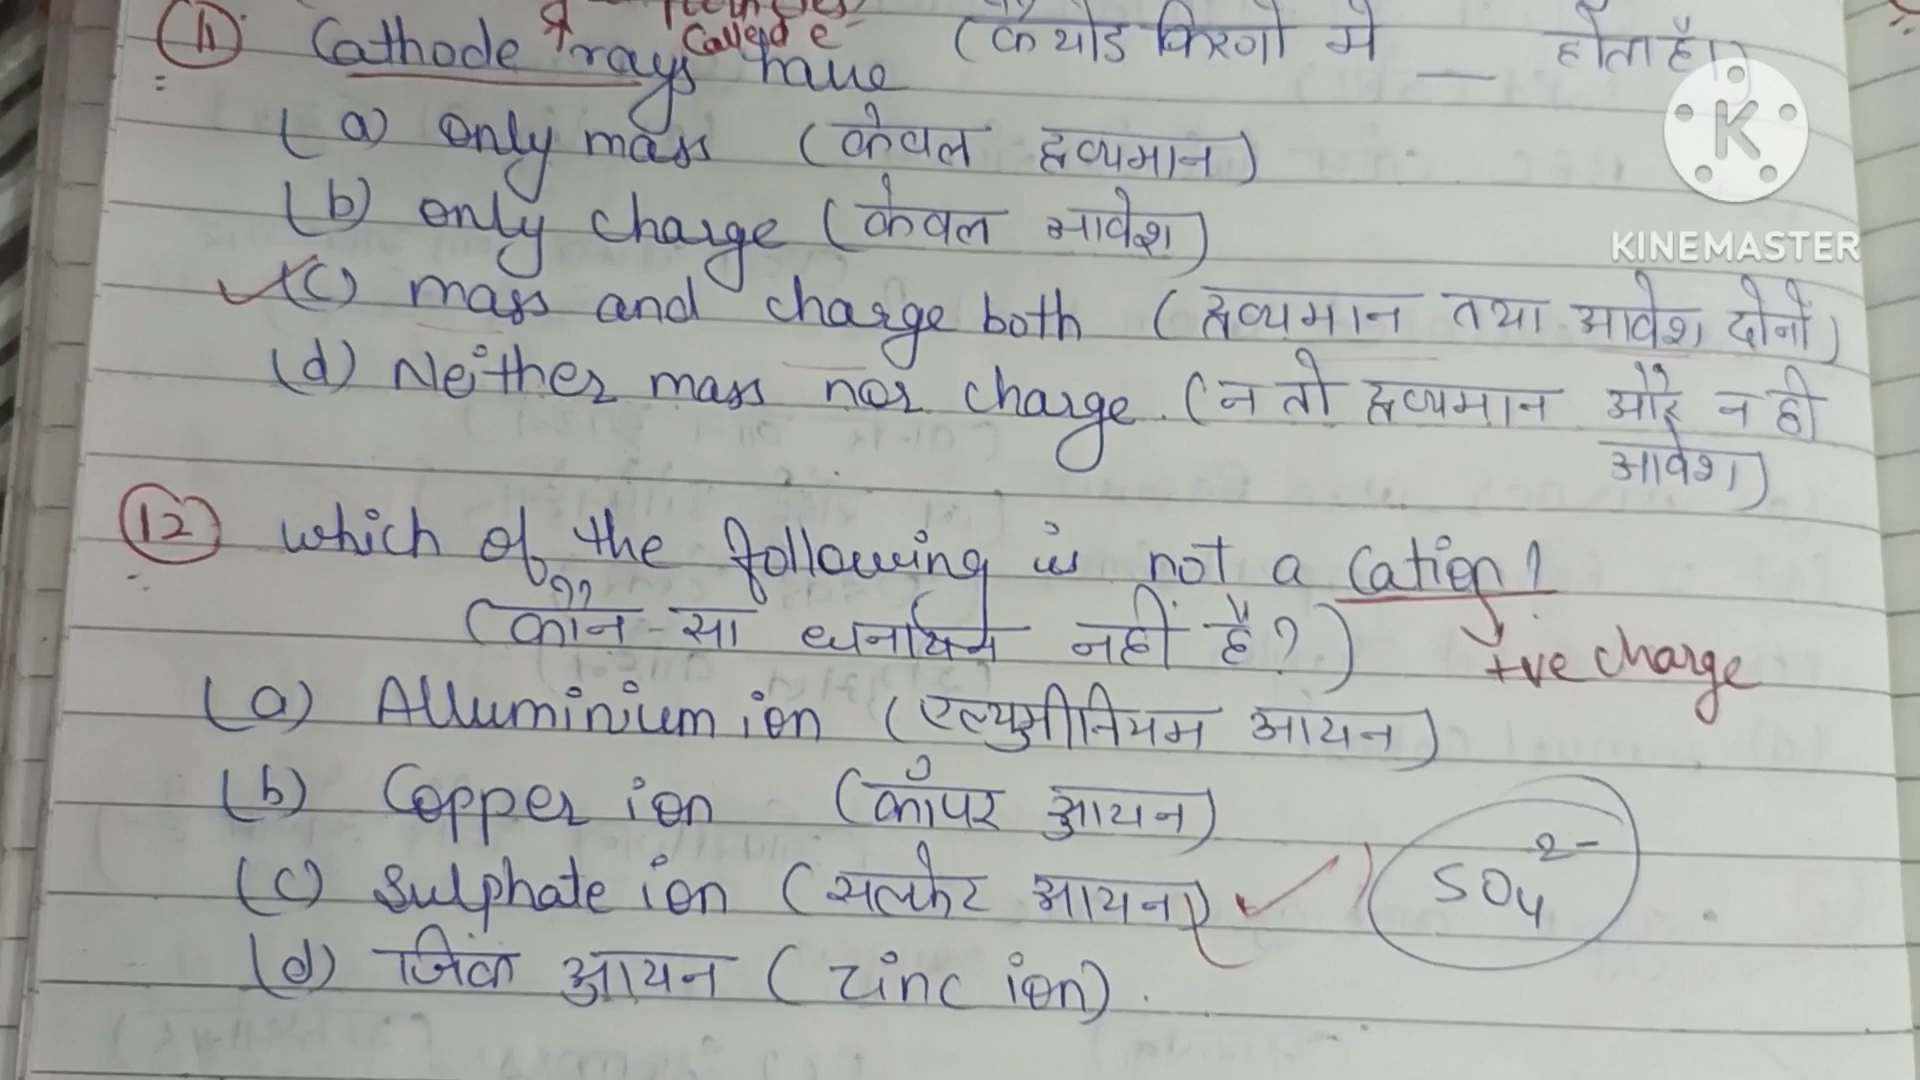 11 Cathode rays have (कैथोड किरणों में __ होता है।)
Called e-
(a) only mass (केवल द्रव्यमान)
(b) only charge (केवल आवेश)
(c) mass and charge both (द्रव्यमान तथा आवेश दोनों)
(d) Neither mass nor charge. (न तो द्रव्यमान और न ही
आवेश)
12 which of the following is not a Cation?
(कौन-सा धनायन नहीं है?)
+ve charge
(a) Alluminium ion (एल्युमीनियम आयन)
(b) Copper ion (कॉपर आयन)
(c) Sulphate ion (सल्फेट आयन)
SO₄²⁻
(d) जिंक आयन (zinc ion).
K
KINEMASTER